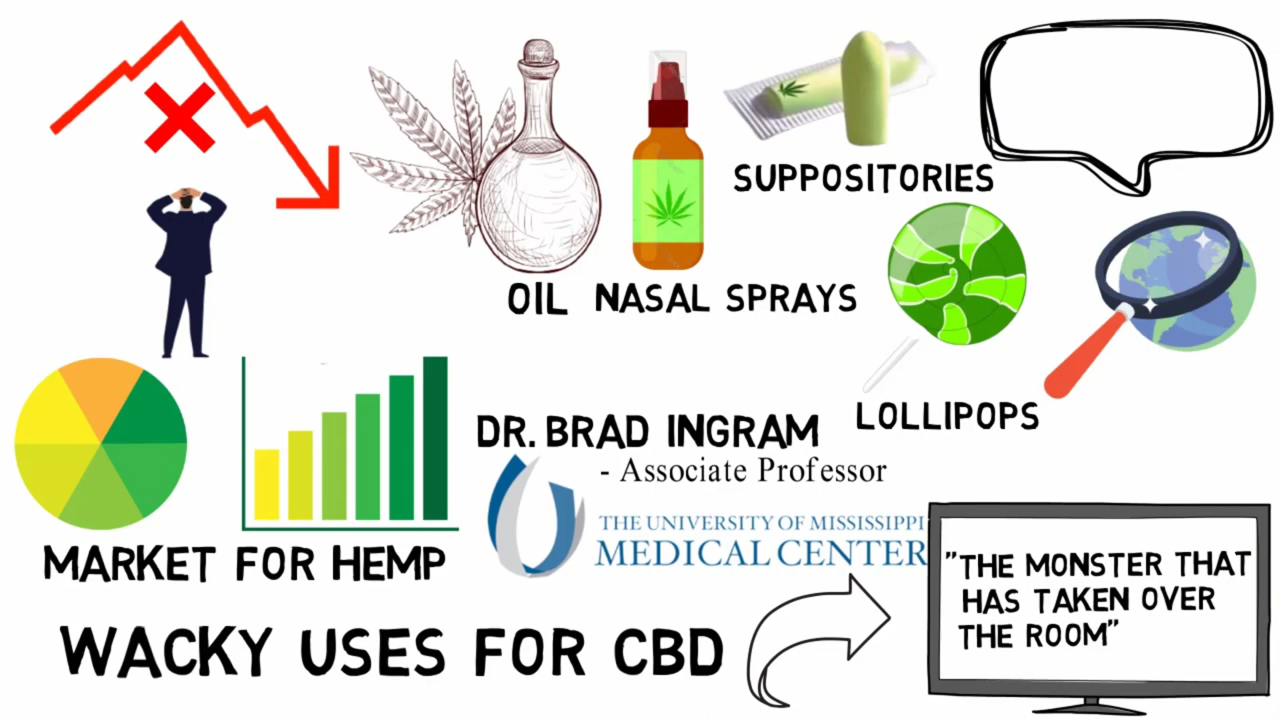 SUPPOSITORIES
OIL
NASAL SPRAYS
LOLLIPOPS
DR. BRAD INGRAM
- Associate Professor
THE UNIVERSITY OF MISSISSIPPI
MEDICAL CENTER
MARKET FOR HEMP
"THE MONSTER THAT
HAS TAKEN OVER
THE ROOM"
WACKY USES FOR CBD